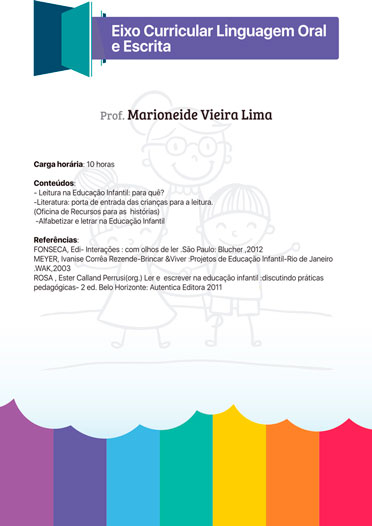 Eixo Curricular Linguagem Oral
e Escrita
Prof. Marioneide Vieira Lima
Carga horária: 10 horas
Conteúdos:
- Leitura na Educação Infantil: para quê?
-Literatura: porta de entrada das crianças para a leitura.
(Oficina de Recursos para as histórias)
-Alfabetizar e letrar na Educação Infantil
Referências:
FONSECA, Edi- Interações : com olhos de ler .São Paulo: Blucher ,2012
MEYER, Ivanise Corrêa Rezende-Brincar &Viver :Projetos de Educação Infantil-Rio de Janeiro
.WAK,2003
ROSA , Ester Calland Perrusi(org.) Ler e escrever na educação infantil :discutindo práticas
pedagógicas- 2 ed. Belo Horizonte: Autentica Editora 2011